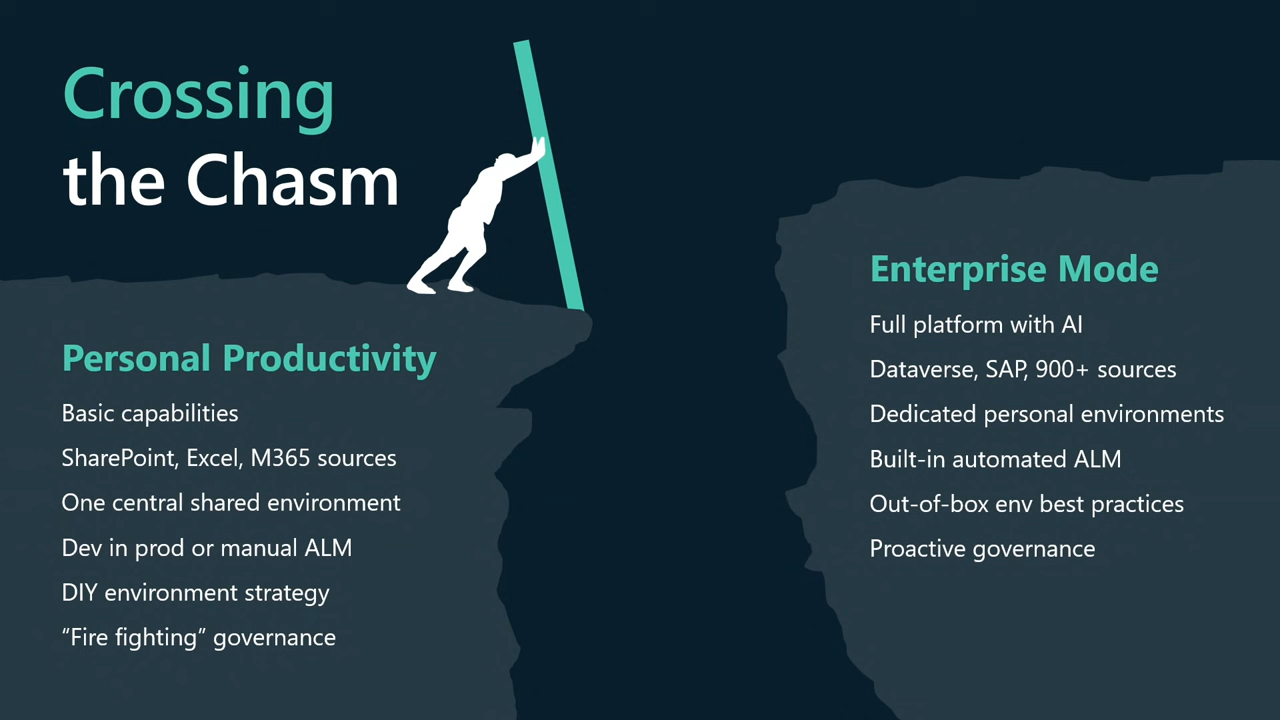 Crossing
the Chasm
Personal Productivity
Basic capabilities
SharePoint, Excel, M365 sources
One central shared environment
Dev in prod or manual ALM
DIY environment strategy
“Fire fighting” governance
Enterprise Mode
Full platform with AI
Dataverse, SAP, 900+ sources
Dedicated personal environments
Built-in automated ALM
Out-of-box env best practices
Proactive governance